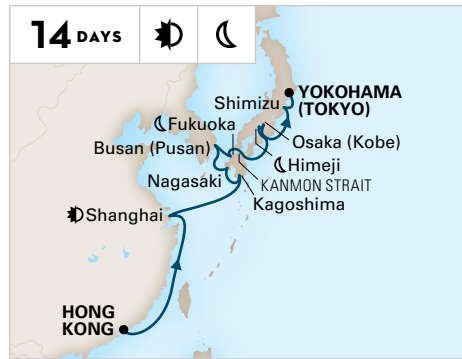 14 DAYS
YOKOHAMA
(TOKYO)
Shimizu
Fukuoka
Osaka (Kobe)
Busan (Pusan)
Himeji
Nagasaki
KANMON STRAIT
Kagoshima
Shanghai
HONG
KONG